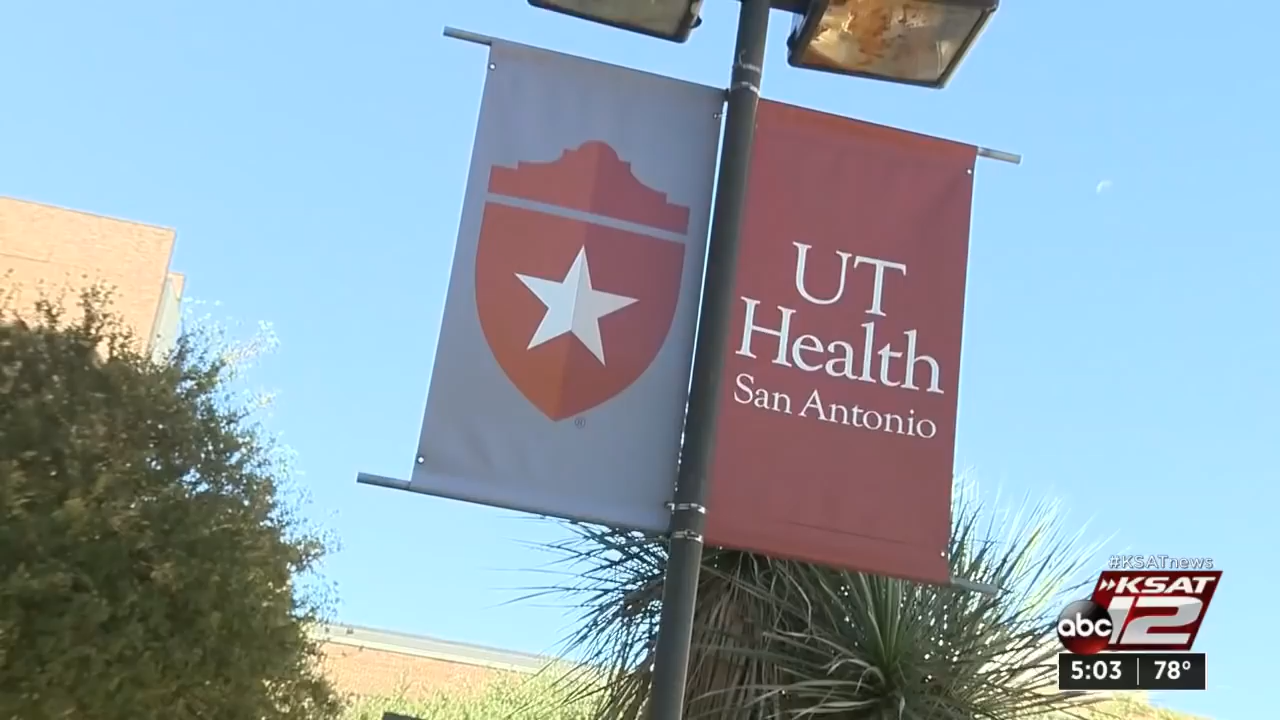 ®
UT
Health
San Antonio
#KSATnews
KSAT
abc 12
5:03 78°